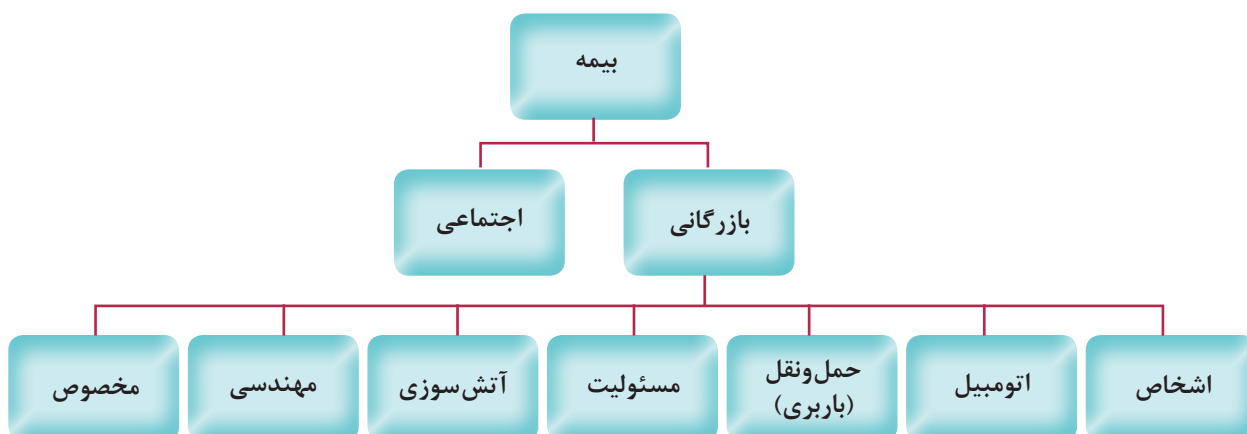 بیمه
بازرگانی
اجتماعی
اشخاص
اتومبیل
حمل‌ونقل
(باربری)
مسئولیت
آتش‌سوزی
مهندسی
مخصوص